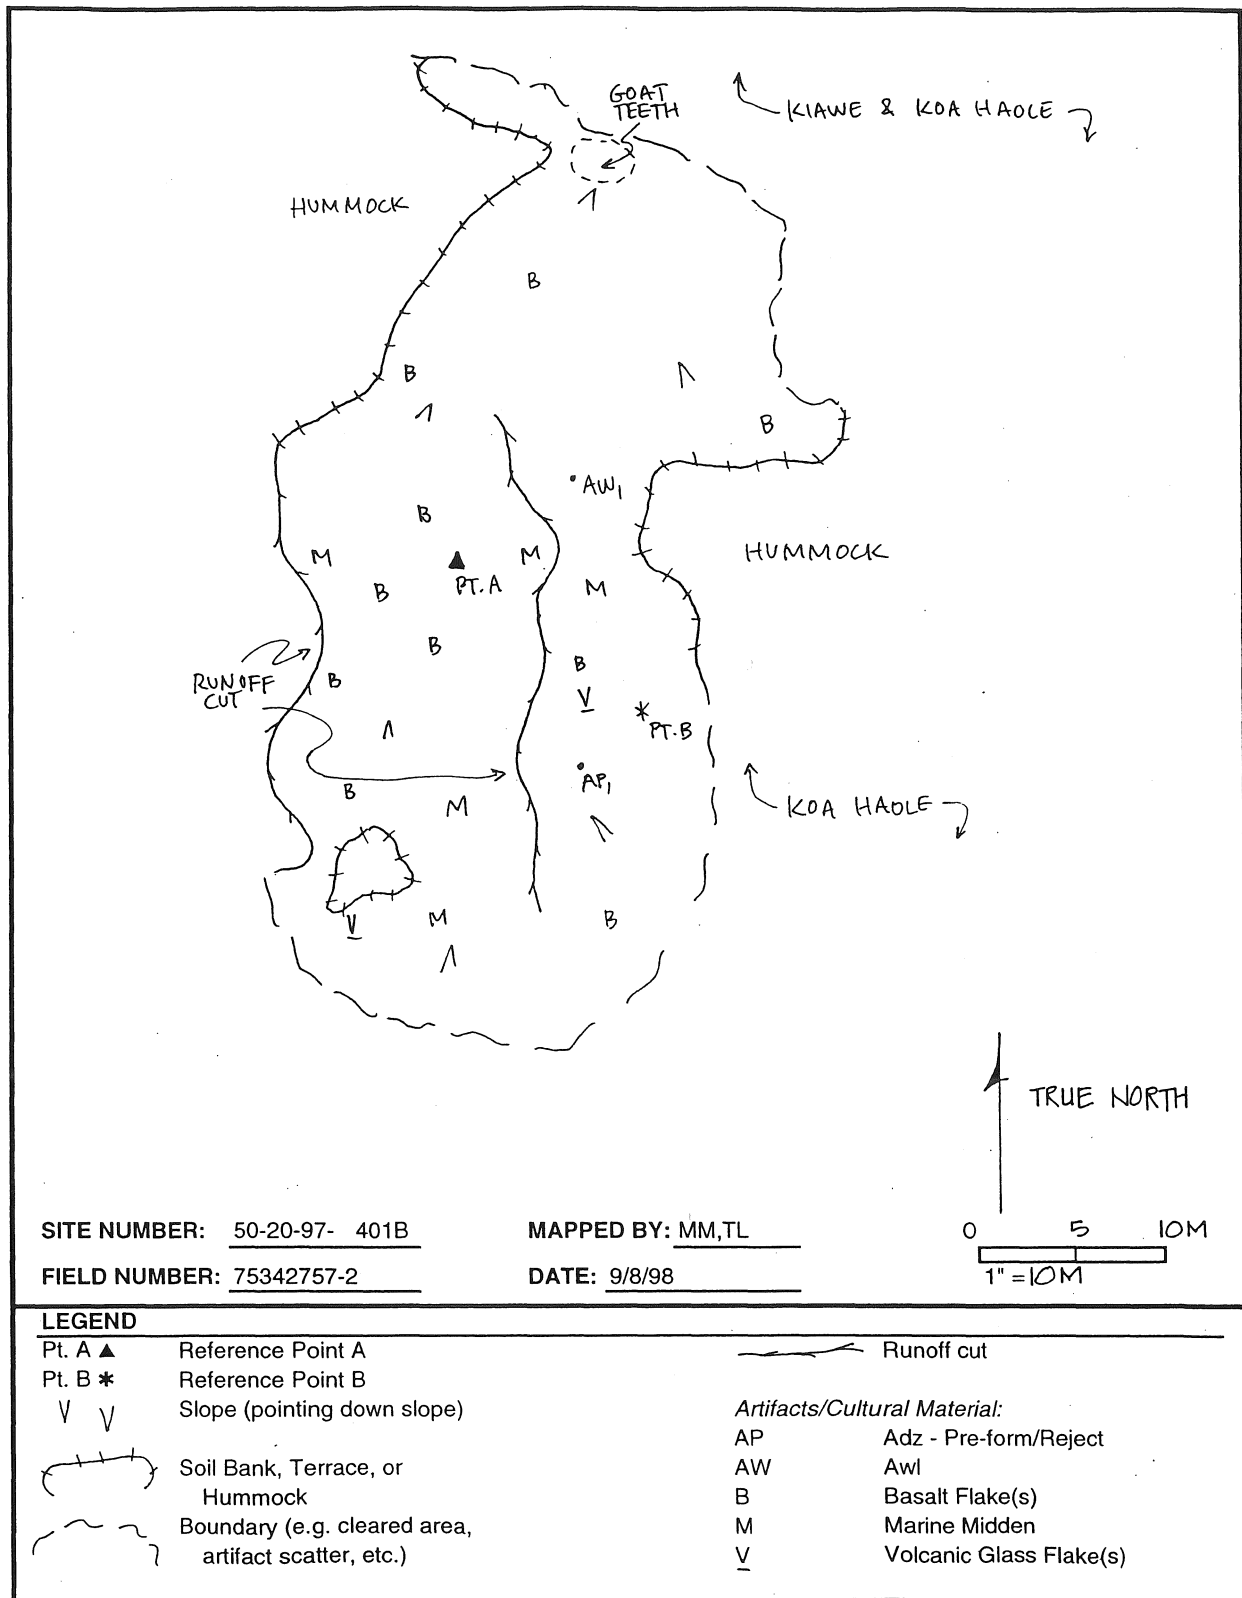 GOAT
TEETH
KIAWE & KOA HAOLE
HUMMOCK
B
B
B
AW1
B
M
M
HUMMOCK
PT. A
B
M
B
B
RUNOFF
CUT
B
V
PT. B
AP1
B
M
KOA HAOLE
V
M
B
TRUE NORTH
SITE NUMBER: 50-20-97- 401B
MAPPED BY: MM,TL
0 5 10M
FIELD NUMBER: 75342757-2
DATE: 9/8/98
1" = 10M
LEGEND
Pt. A ▲ Reference Point A
Pt. B * Reference Point B
Slope (pointing down slope)
Soil Bank, Terrace, or
Hummock
Boundary (e.g. cleared area,
artifact scatter, etc.)
Runoff cut
Artifacts/Cultural Material:
AP Adz - Pre-form/Reject
AW Awl
B Basalt Flake(s)
M Marine Midden
V Volcanic Glass Flake(s)